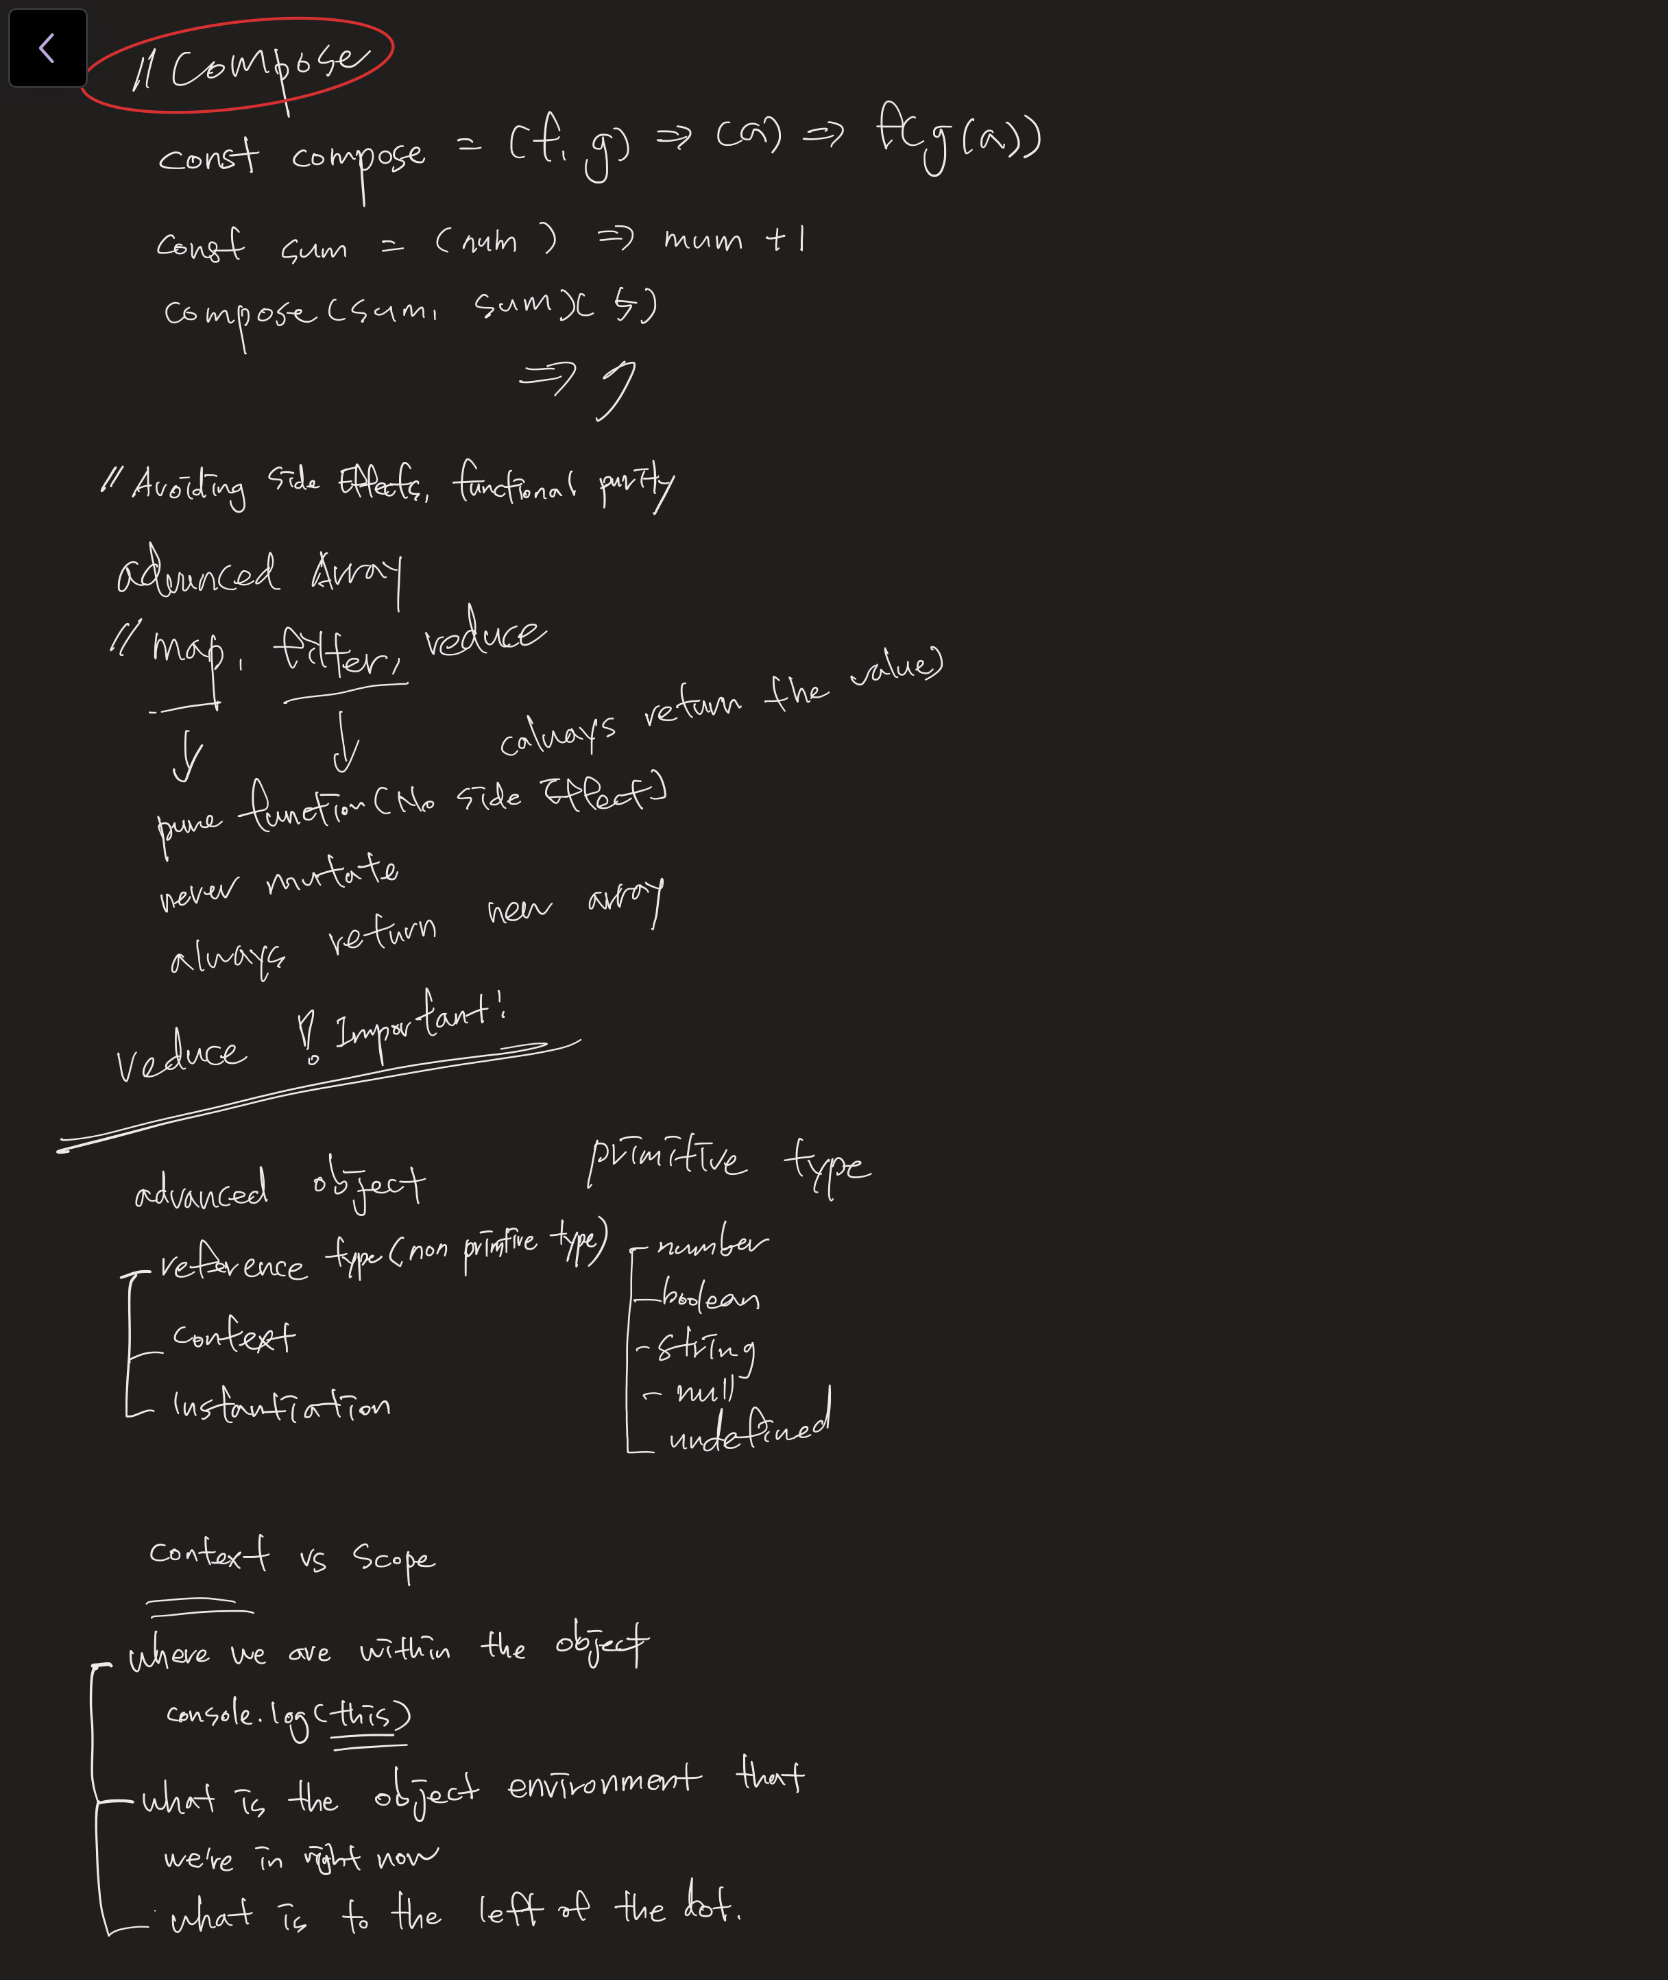 // Compose
const compose = (f, g) => (a) => f(g(a))
const sum = (num) => num + 1
compose(sum, sum)(5)
=> 7
// Avoiding side Effects, functional purity
advanced Array
// map, filter, reduce
(always return the value)
pure function (No side Effect)
never mutate
always return new array
reduce ! Important!
advanced object
reference type (non primitive type)
context
Instantiation
primitive type
number
boolean
string
null
undefined
context vs scope
where we are within the object
console.log(this)
what is the object environment that
we're in right now
what is to the left of the dot.